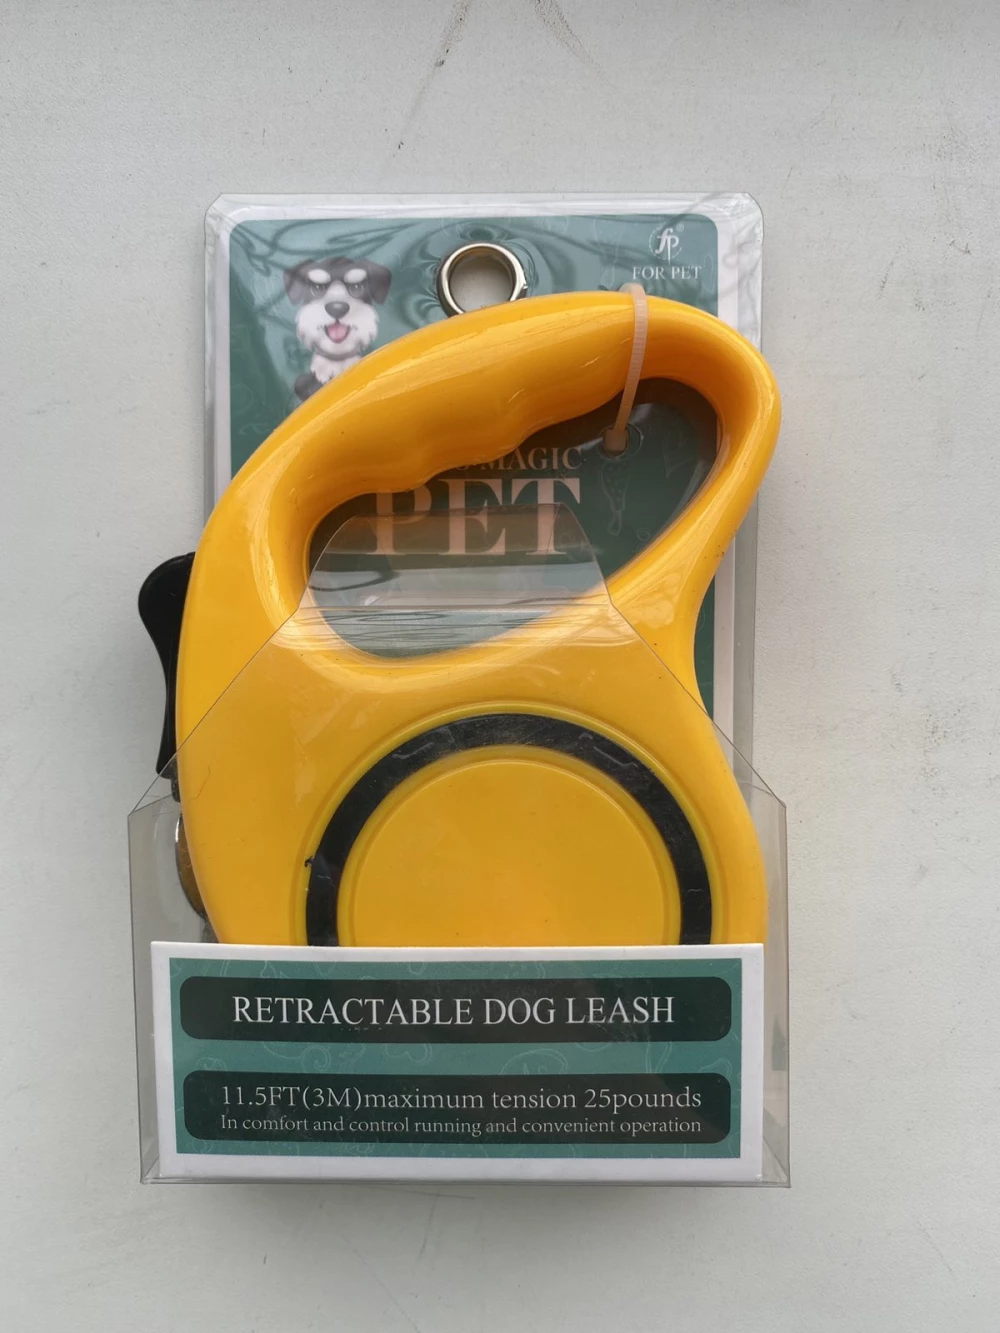 fp
FOR PET
MAGIC
PET
RETRACTABLE DOG LEASH
11.5FT(3M)maximum tension 25pounds
In comfort and control running and convenient operation